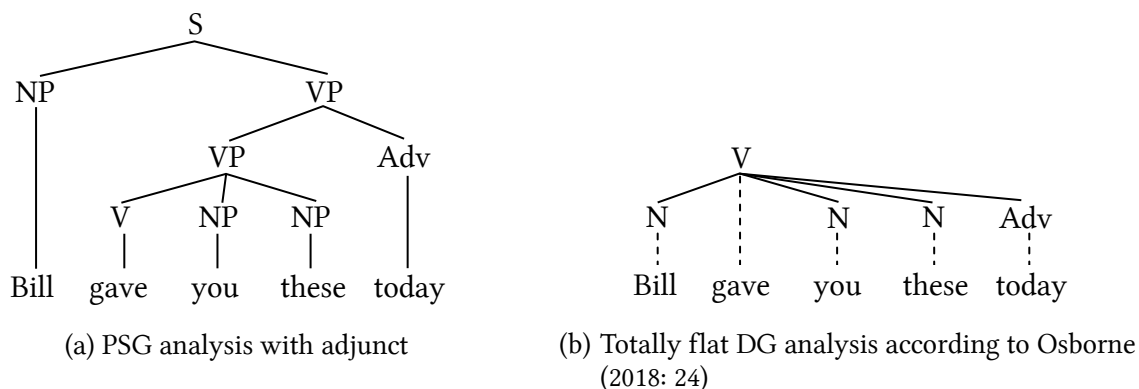 S
NP VP
VP Adv
V NP NP
Bill gave you these today
(a) PSG analysis with adjunct
V
N N N Adv
Bill gave you these today
(b) Totally flat DG analysis according to Osborne
(2018: 24)